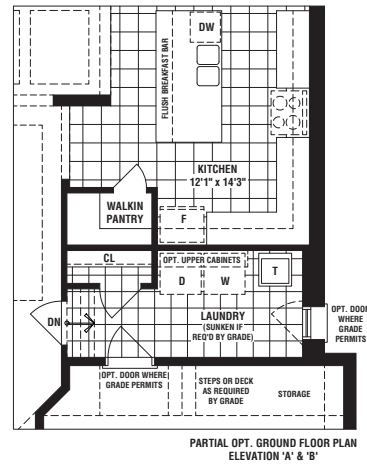 DW
FLUSH BREAKFAST BAR
KITCHEN
12'1" x 14'3"
WALKIN
PANTRY
F
CL
OPT. UPPER CABINETS
D
W
T
LAUNDRY
(SUNKEN IF
REQ'D BY GRADE)
DN
OPT. DOOR
WHERE
GRADE
PERMITS
OPT. DOOR WHERE
GRADE PERMITS
STEPS OR DECK
AS REQUIRED
BY GRADE
STORAGE
PARTIAL OPT. GROUND FLOOR PLAN
ELEVATION 'A' & 'B'